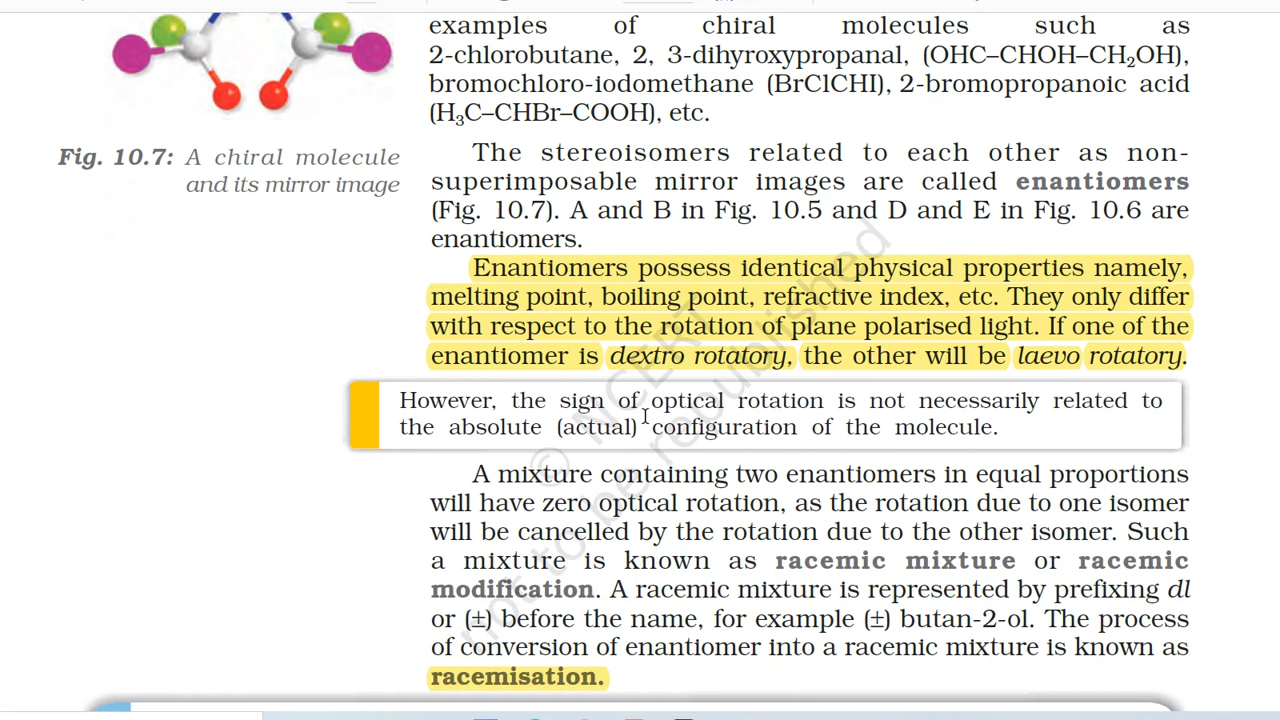 examples of chiral molecules such as
2-chlorobutane, 2, 3-dihyroxypropanal, (OHC–CHOH–CH₂OH),
bromochloro-iodomethane (BrClCHI), 2-bromopropanoic acid
(H₃C–CHBr–COOH), etc.
Fig. 10.7: A chiral molecule
and its mirror image
The stereoisomers related to each other as non-
superimposable mirror images are called enantiomers
(Fig. 10.7). A and B in Fig. 10.5 and D and E in Fig. 10.6 are
enantiomers.
Enantiomers possess identical physical properties namely,
melting point, boiling point, refractive index, etc. They only differ
with respect to the rotation of plane polarised light. If one of the
enantiomer is dextro rotatory, the other will be laevo rotatory.
However, the sign of optical rotation is not necessarily related to
the absolute (actual) configuration of the molecule.
A mixture containing two enantiomers in equal proportions
will have zero optical rotation, as the rotation due to one isomer
will be cancelled by the rotation due to the other isomer. Such
a mixture is known as racemic mixture or racemic
modification. A racemic mixture is represented by prefixing dl
or (±) before the name, for example (±) butan-2-ol. The process
of conversion of enantiomer into a racemic mixture is known as
racemisation.
© NCERT
not to be republished